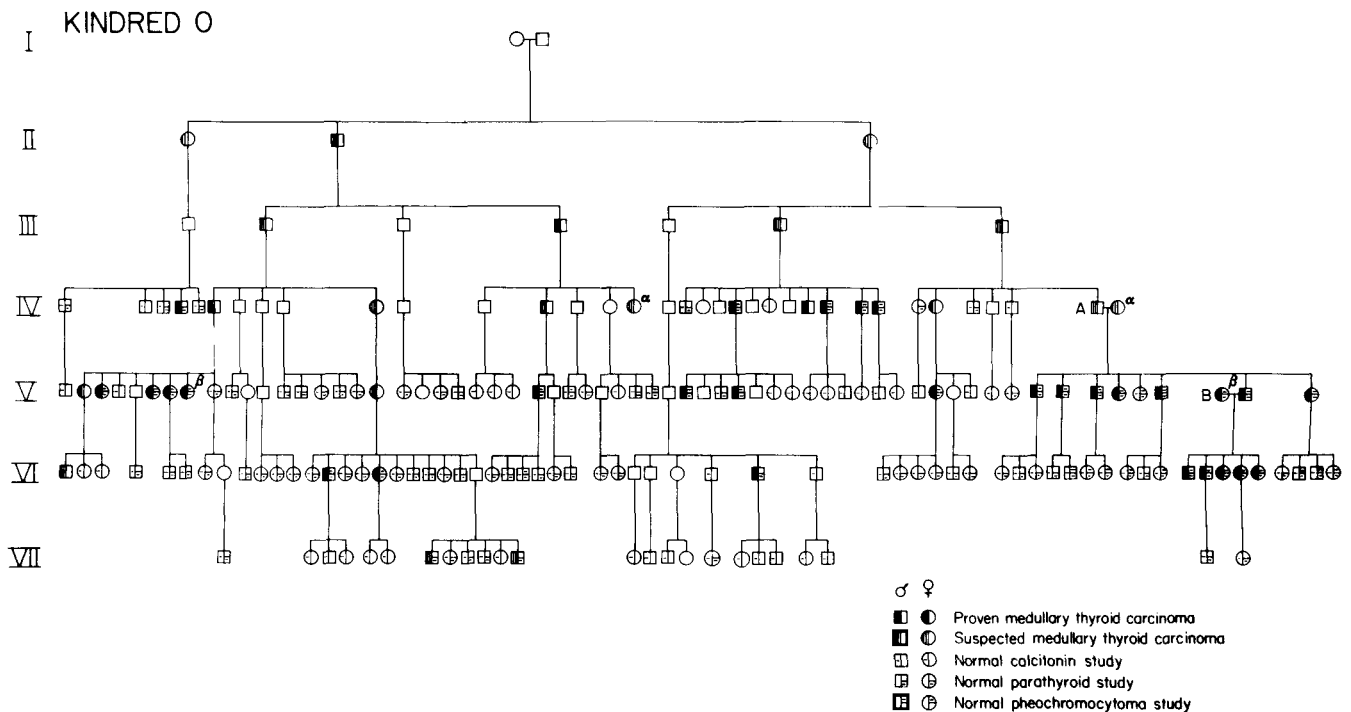 KINDRED O
I
II
III
IV
α
A
α
V
β
B
β
VI
VII
♂ ♀
Proven medullary thyroid carcinoma
Suspected medullary thyroid carcinoma
Normal calcitonin study
Normal parathyroid study
Normal pheochromocytoma study